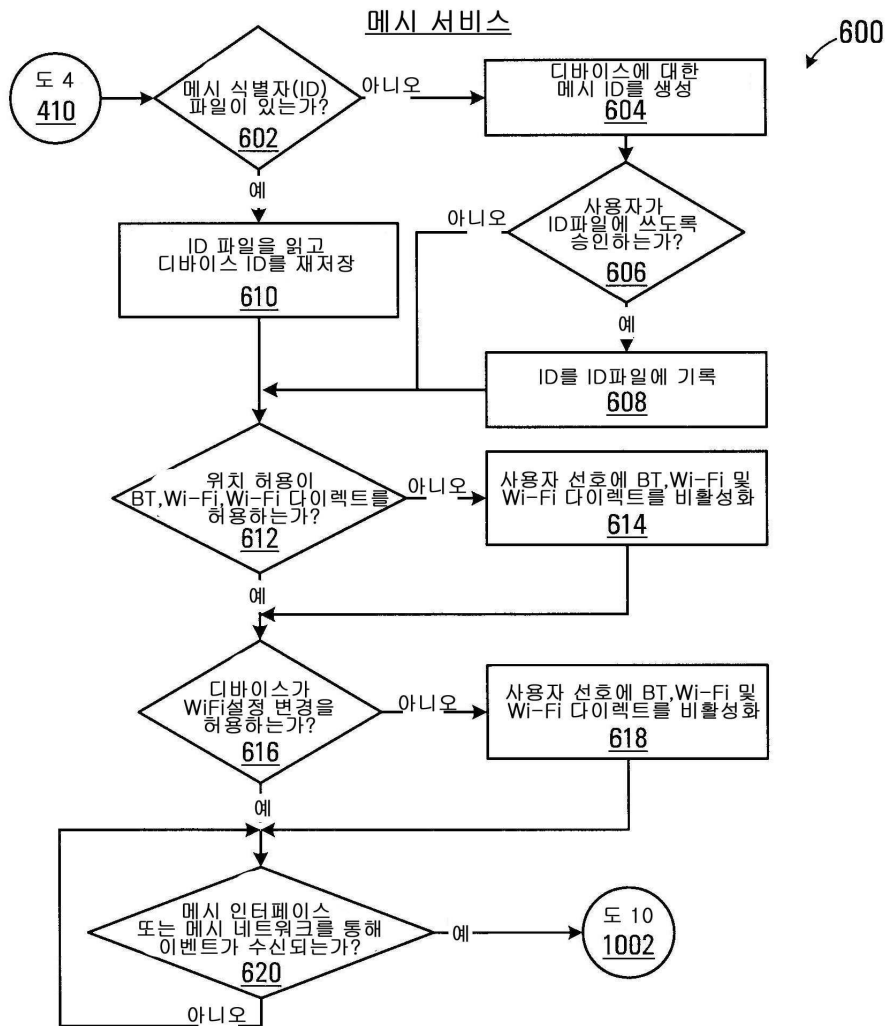 메시 서비스
600
도 4
410
메시 식별자(ID)
파일이 있는가?
602
아니오
디바이스에 대한
메시 ID를 생성
604
예
아니오
사용자가
ID파일에 쓰도록
승인하는가?
606
ID 파일을 읽고
디바이스 ID를 재저장
610
예
ID를 ID파일에 기록
608
위치 허용이
BT,Wi-Fi,Wi-Fi 다이렉트를
허용하는가?
612
아니오
사용자 선호에 BT,Wi-Fi 및
Wi-Fi 다이렉트를 비활성화
614
예
디바이스가
WiFi설정 변경을
허용하는가?
616
아니오
사용자 선호에 BT,Wi-Fi 및
Wi-Fi 다이렉트를 비활성화
618
예
메시 인터페이스
또는 메시 네트워크를 통해
이벤트가 수신되는가?
620
예
도 10
1002
아니오